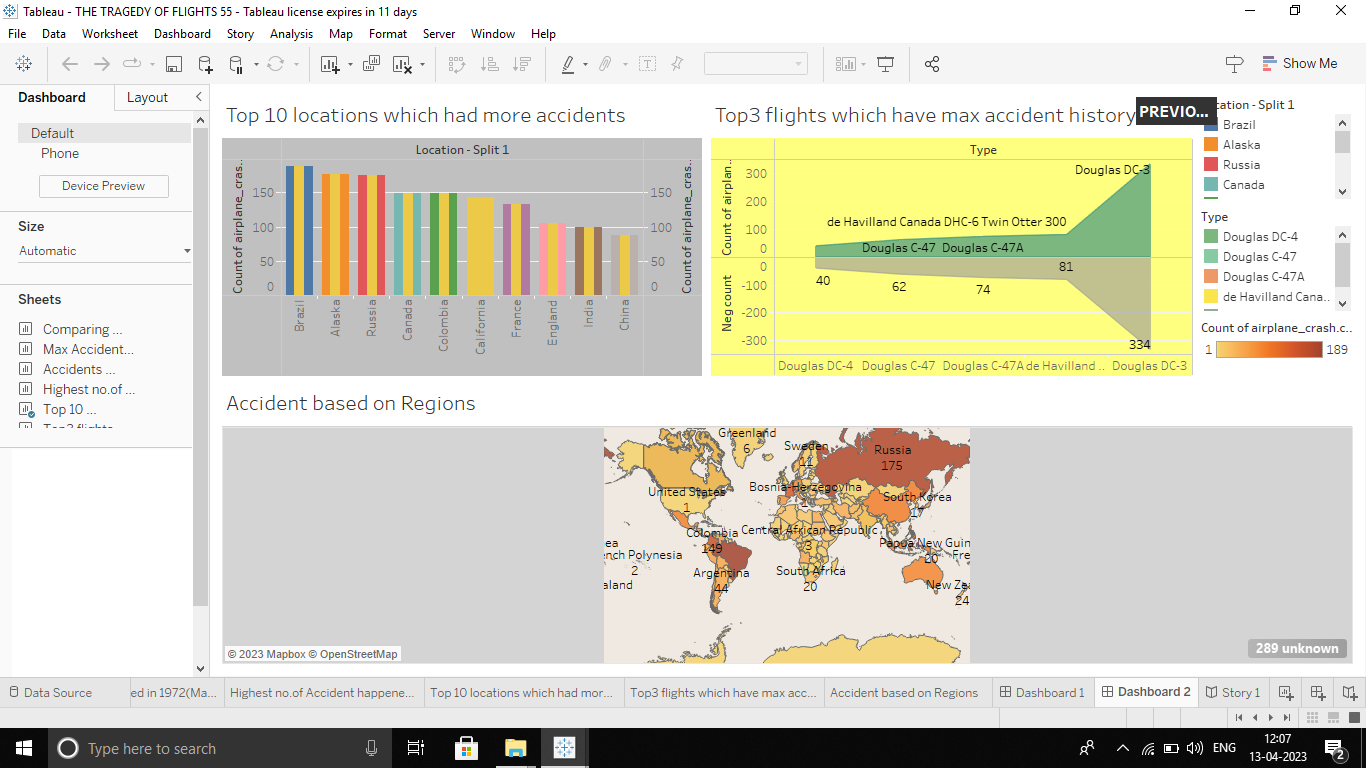 Tableau - THE TRAGEDY OF FLIGHTS 55 - Tableau license expires in 11 days
File Data Worksheet Dashboard Story Analysis Map Format Server Window Help
Show Me
Dashboard Layout
Default
Phone
Device Preview
Size
Automatic
Sheets
Comparing ...
Max Accident...
Accidents ...
Highest no.of ...
Top 10 ...
Top 10 locations which had more accidents
Location - Split 1
Count of airplane_cras..
150
100
50
0
150
100
50
0
Count of airplane_cras..
Brazil
Alaska
Russia
Canada
Colombia
California
France
England
India
China
Top3 flights which have max accident history
PREVIO...
Type
Count of airplan..
300
200
100
0
Douglas DC-3
de Havilland Canada DHC-6 Twin Otter 300
Douglas C-47 Douglas C-47A
Neg count
0
-100
-200
-300
40
62
74
81
334
Douglas DC-4 Douglas C-47 Douglas C-47A de Havilland .. Douglas DC-3
cation - Split 1
Brazil
Alaska
Russia
Canada
Type
Douglas DC-4
Douglas C-47
Douglas C-47A
de Havilland Cana..
Count of airplane_crash.c...
1 189
Accident based on Regions
Greenland
6
Sweden
11
Russia
175
United States
1
Bosnia-Herzegovina
1
South Korea
17
Colombia
149
Central African Republic
3
Papua New Guin
20
ea
nch Polynesia
2
Fre
Argentina
44
South Africa
20
aland
New Zea
24
© 2023 Mapbox © OpenStreetMap
289 unknown
Data Source
ed in 1972(Ma...
Highest no.of Accident happene...
Top 10 locations which had mor...
Top3 flights which have max acc...
Accident based on Regions
Dashboard 1
Dashboard 2
Story 1
Type here to search
ENG
12:07
13-04-2023
2